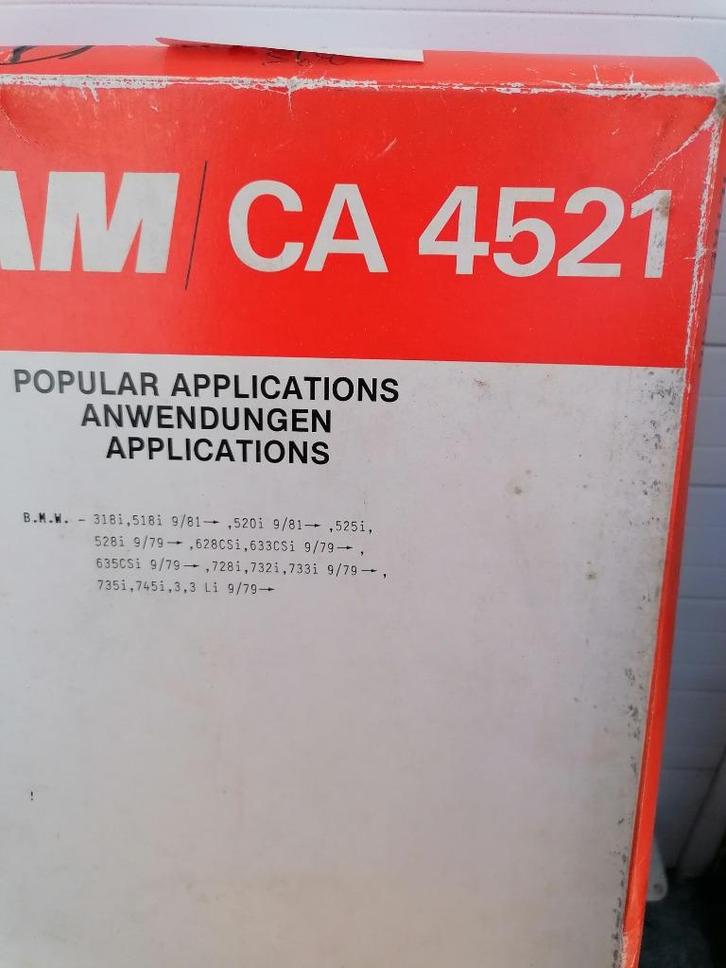 AM/CA 4521
POPULAR APPLICATIONS
ANWENDUNGEN
APPLICATIONS
B.M.W. - 318i,518i 9/81→ ,520i 9/81→ ,525i,
528i 9/79→ ,628CSi,633CSi 9/79→ ,
635CSi 9/79→ ,728i,732i,733i 9/79→ ,
735i,745i,3,3 Li 9/79→